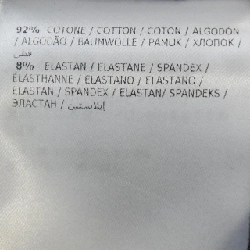 92% COTONE / COTTON / COTON / ALGODÓN
/ ALGODÃO / BAUMWOLLE / PAMUK / ХЛОПОК /
قطن
8% ELASTAN / ELASTANE / SPANDEX /
ELASTHANNE / ELASTANO / ELASTANO /
ELASTAN / SPANDEX / ELASTAN/ SPANDEKS /
ЭЛАСТАН / إيلاستين